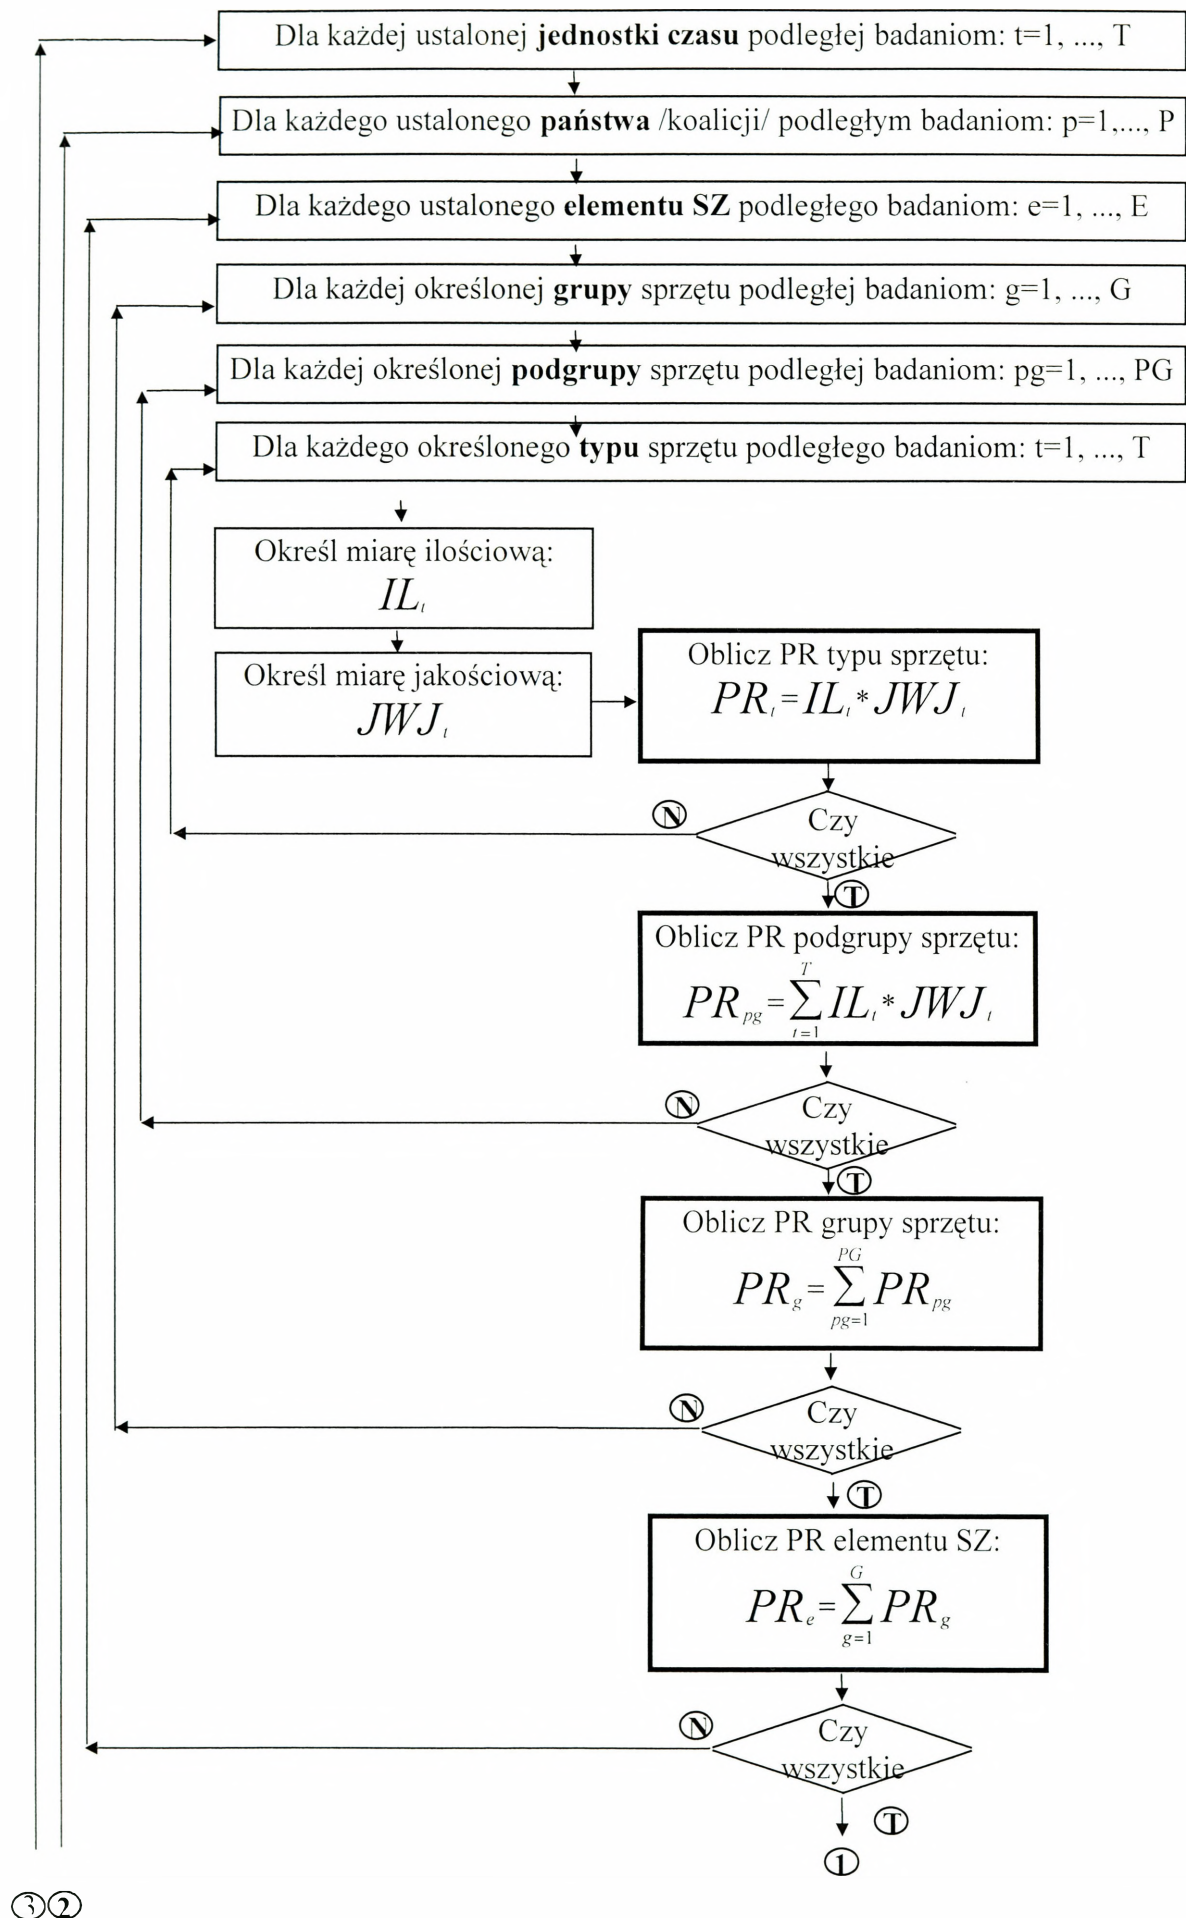 Dla każdej ustalonej jednostki czasu podległej badaniom: t=1, ..., T
Dla każdego ustalonego państwa /koalicji/ podległym badaniom: p=1,..., P
Dla każdego ustalonego elementu SZ podległego badaniom: e=1, ..., E
Dla każdej określonej grupy sprzętu podległej badaniom: g=1, ..., G
Dla każdej określonej podgrupy sprzętu podległej badaniom: pg=1, ..., PG
Dla każdego określonego typu sprzętu podległego badaniom: t=1, ..., T
Określ miarę ilościową:
IL_t
Określ miarę jakościową:
JWJ_t
Oblicz PR typu sprzętu:
PR_t = IL_t * JWJ_t
N
Czy
wszystkie
T
Oblicz PR podgrupy sprzętu:
PR_pg = ∑_{t=1}^{T} IL_t * JWJ_t
N
Czy
wszystkie
T
Oblicz PR grupy sprzętu:
PR_g = ∑_{pg=1}^{PG} PR_pg
N
Czy
wszystkie
T
Oblicz PR elementu SZ:
PR_e = ∑_{g=1}^{G} PR_g
N
Czy
wszystkie
T
1
3 2